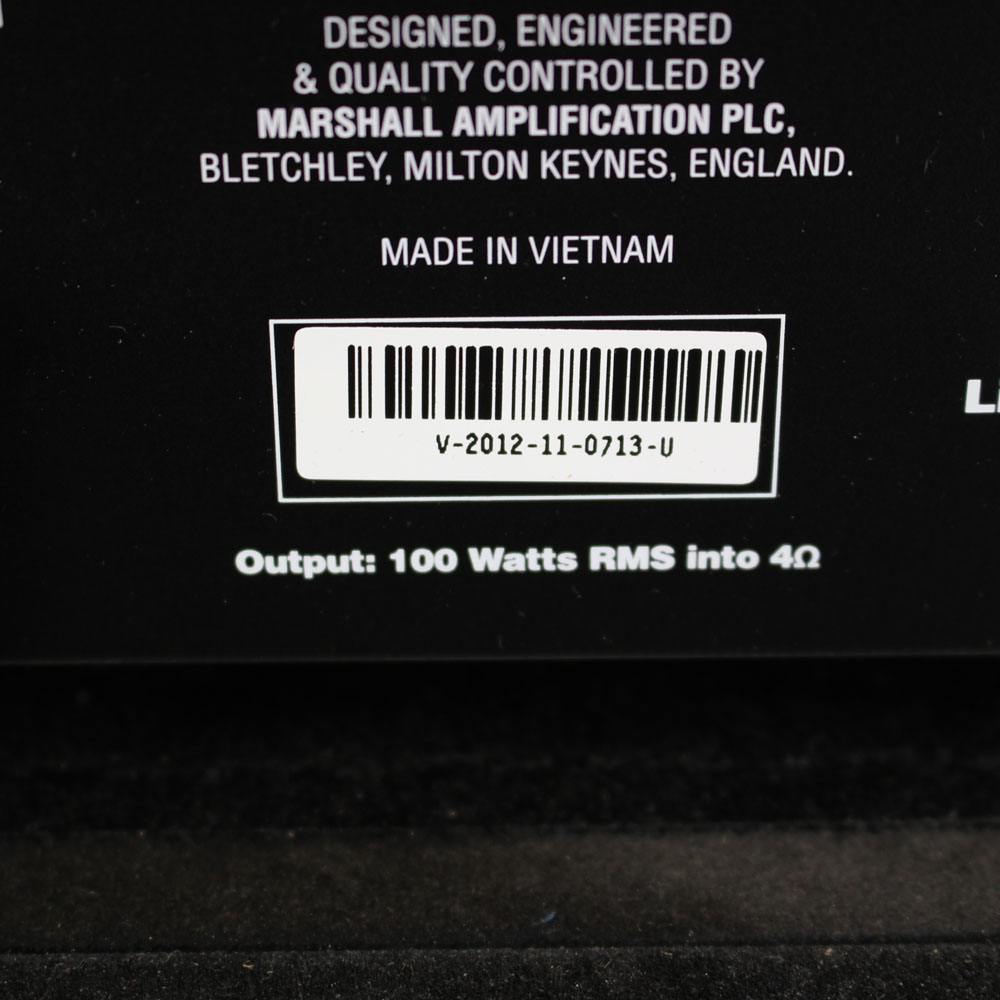 DESIGNED, ENGINEERED
& QUALITY CONTROLLED BY
MARSHALL AMPLIFICATION PLC,
BLETCHLEY, MILTON KEYNES, ENGLAND.
MADE IN VIETNAM
V-2012-11-0713-U
Output: 100 Watts RMS into 4Ω